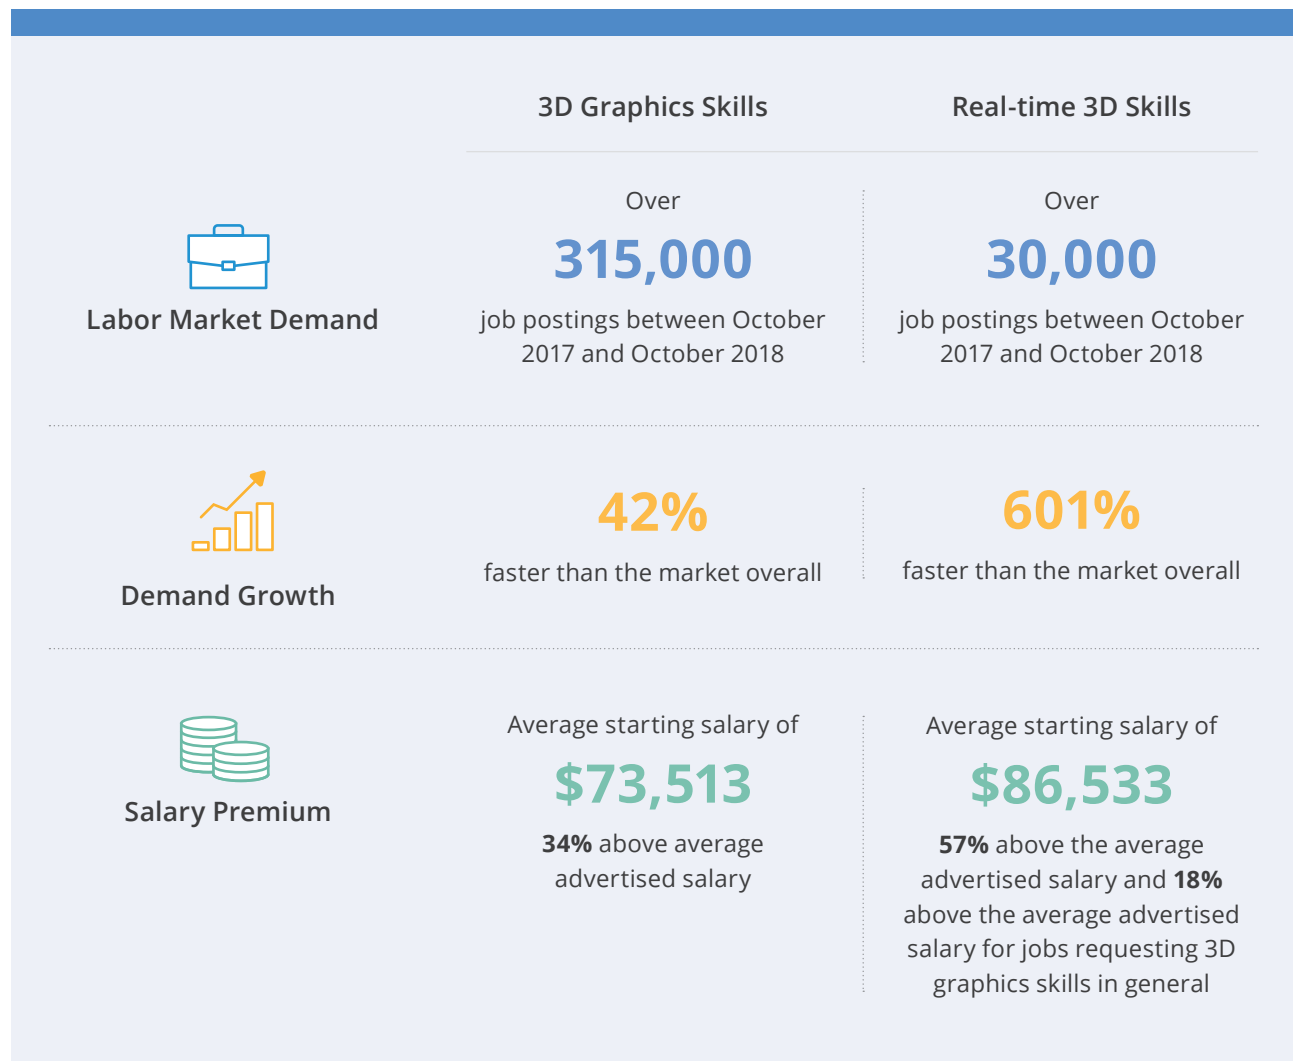 3D Graphics Skills
Real-time 3D Skills
Labor Market Demand
Over
315,000
job postings between October
2017 and October 2018
Over
30,000
job postings between October
2017 and October 2018
Demand Growth
42%
faster than the market overall
601%
faster than the market overall
Salary Premium
Average starting salary of
$73,513
34% above average
advertised salary
Average starting salary of
$86,533
57% above the average
advertised salary and 18%
above the average advertised
salary for jobs requesting 3D
graphics skills in general